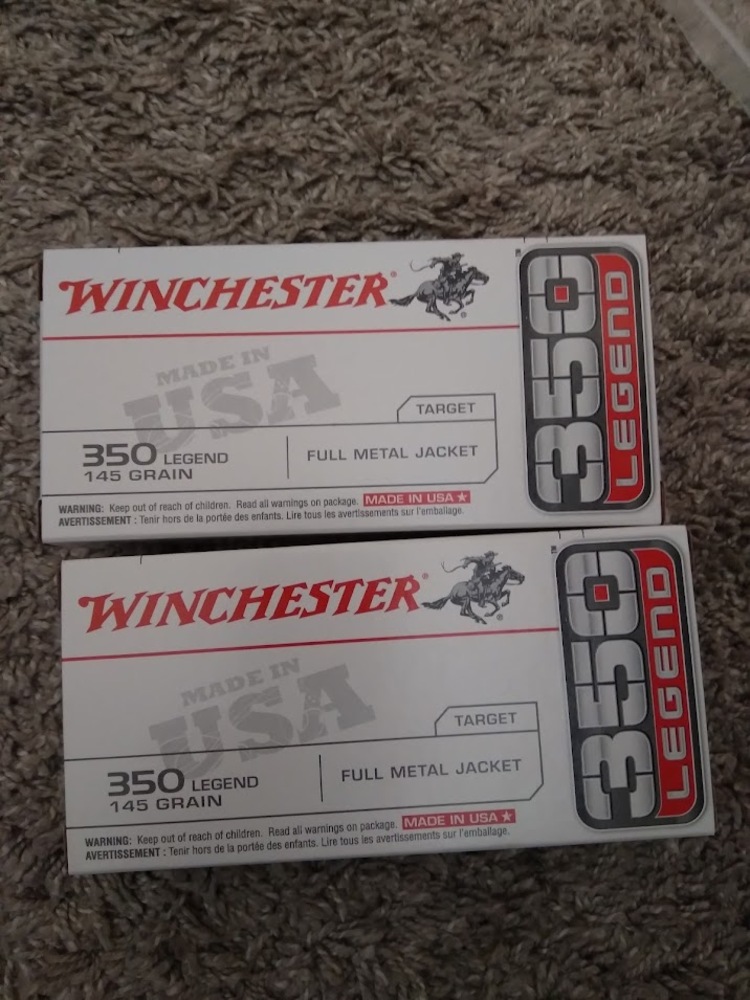 WINCHESTER®
MADE IN
USA
TARGET
350 LEGEND
145 GRAIN
FULL METAL JACKET
WARNING: Keep out of reach of children. Read all warnings on package. MADE IN USA ★
AVERTISSEMENT : Tenir hors de la portée des enfants. Lire tous les avertissements sur l'emballage.
350
LEGEND
WINCHESTER®
MADE IN
USA
TARGET
350 LEGEND
145 GRAIN
FULL METAL JACKET
WARNING: Keep out of reach of children. Read all warnings on package. MADE IN USA ★
AVERTISSEMENT : Tenir hors de la portée des enfants. Lire tous les avertissements sur l'emballage.
350
LEGEND